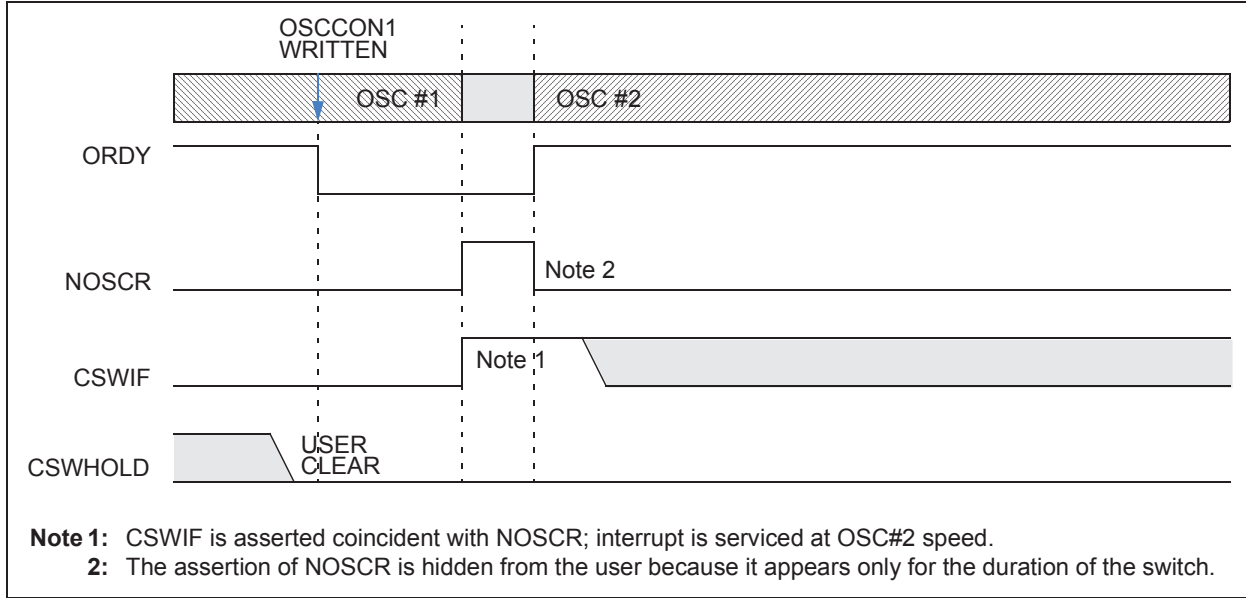 OSCCON1
WRITTEN
OSC #1
OSC #2
ORDY
NOSCR
Note 2
CSWIF
Note 1
CSWHOLD
USER
CLEAR
Note 1: CSWIF is asserted coincident with NOSCR; interrupt is serviced at OSC#2 speed.
2: The assertion of NOSCR is hidden from the user because it appears only for the duration of the switch.